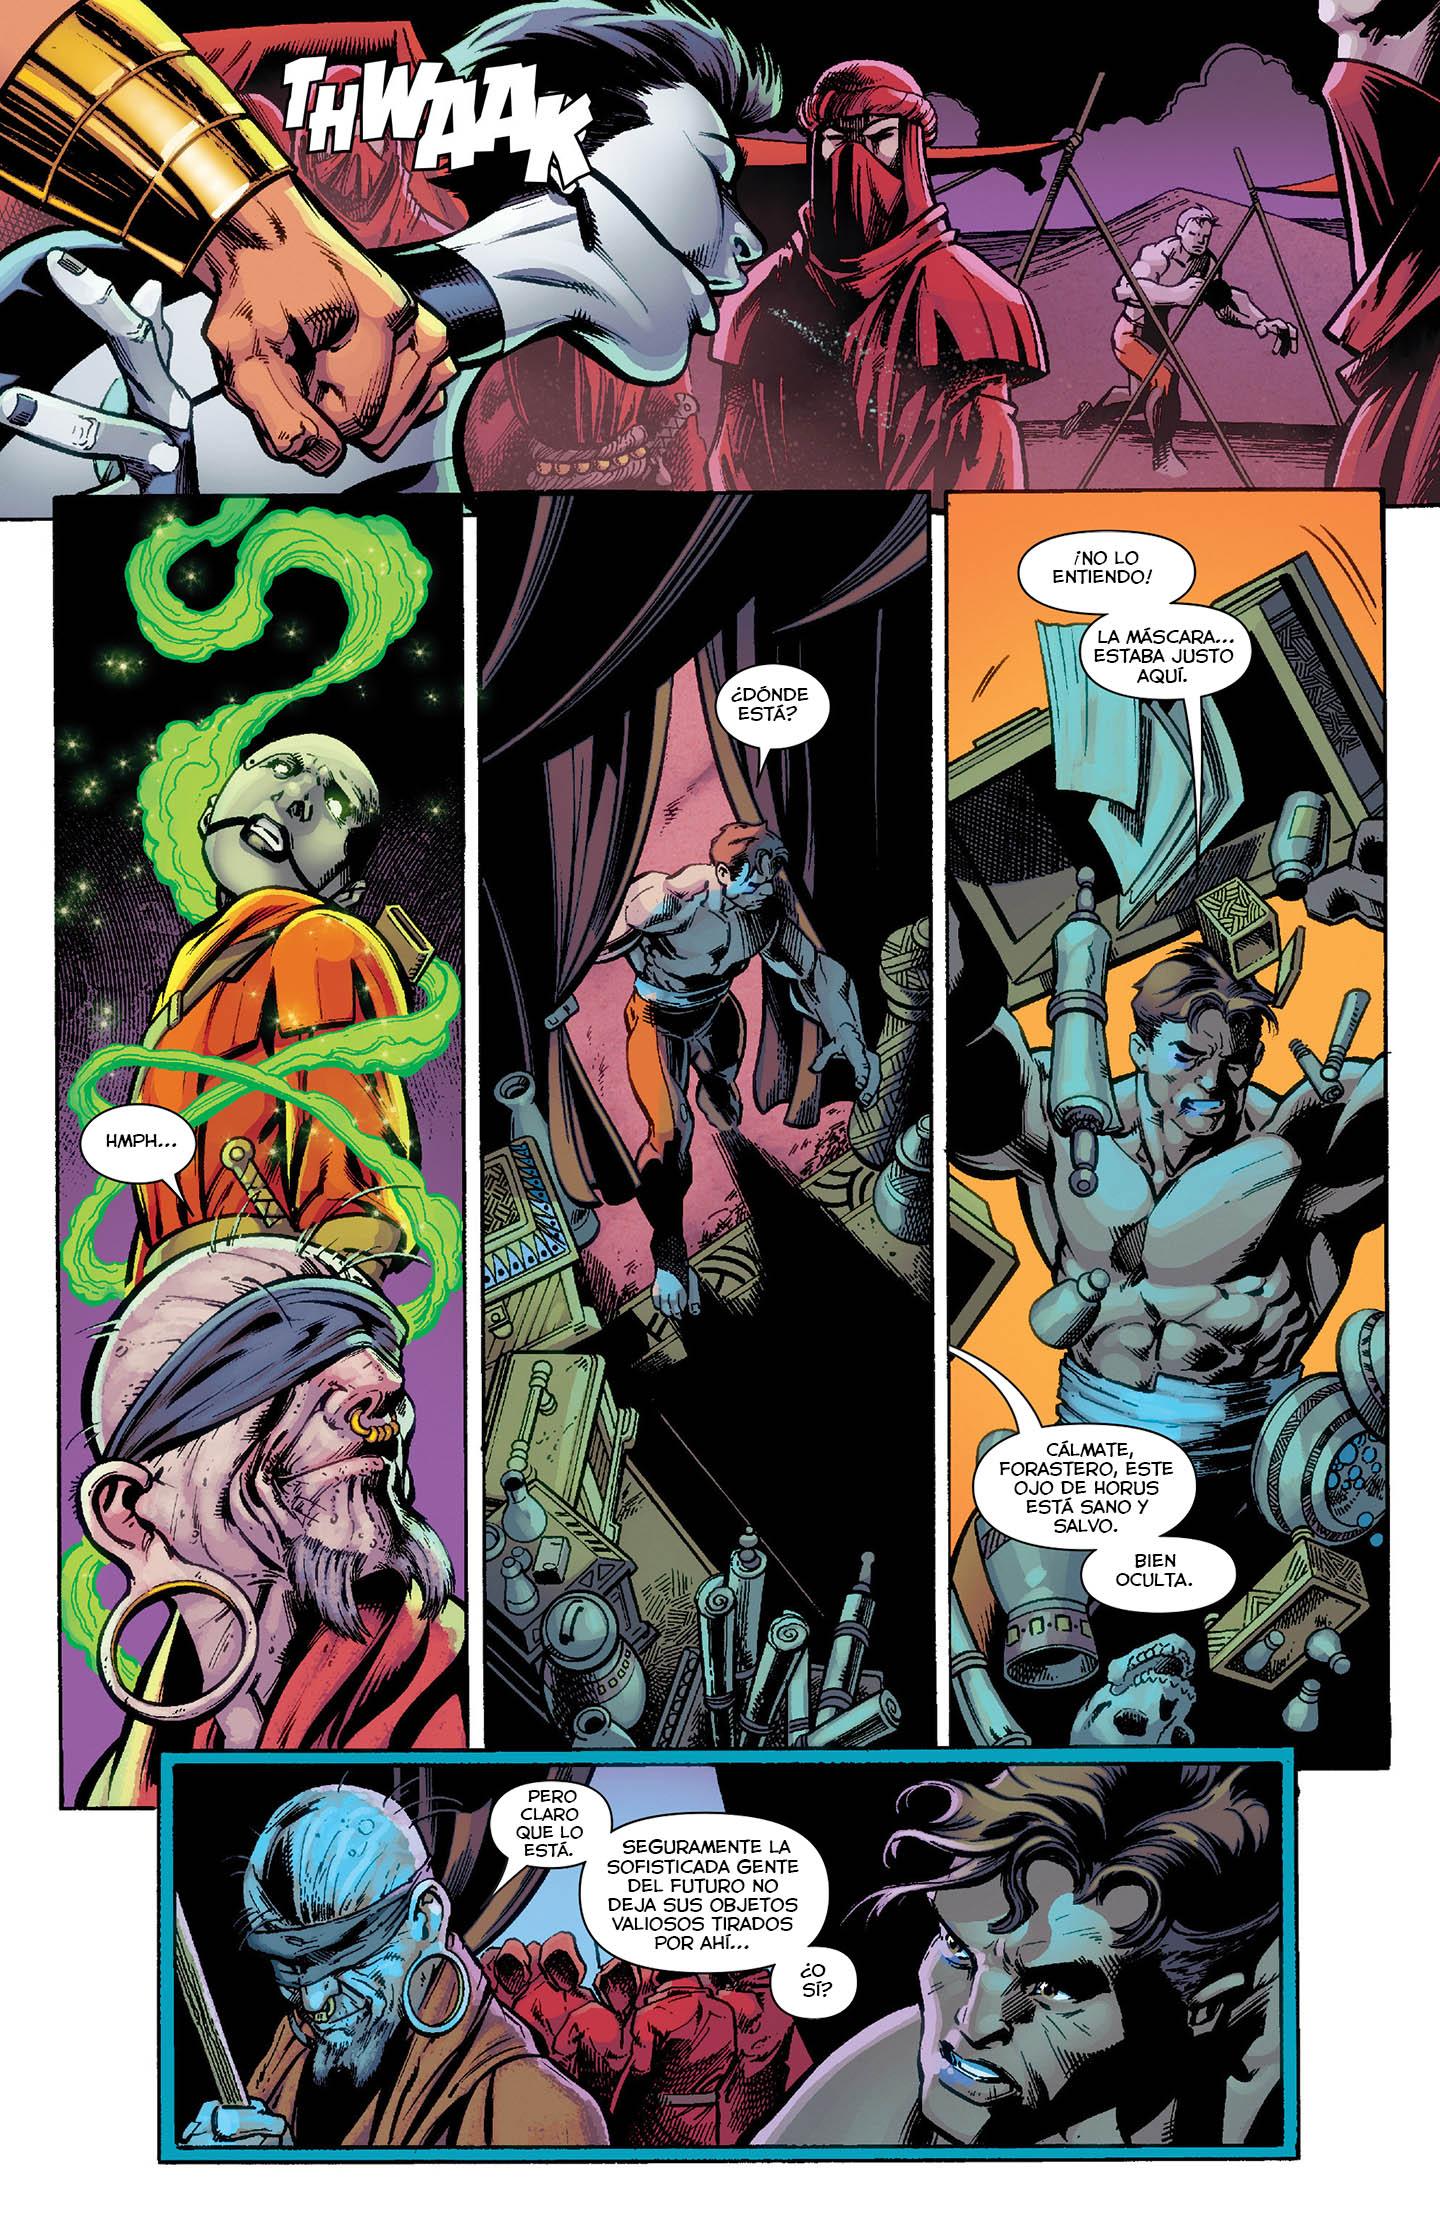 THWAAK
HMPH...
¿DÓNDE
ESTÁ?
¡NO LO
ENTIENDO!
LA MÁSCARA...
ESTABA JUSTO
AQUÍ.
CÁLMATE,
FORASTERO, ESTE
OJO DE HORUS
ESTÁ SANO Y
SALVO.
BIEN
OCULTA.
PERO
CLARO
QUE LO
ESTÁ.
SEGURAMENTE LA
SOFISTICADA GENTE
DEL FUTURO NO
DEJA SUS OBJETOS
VALIOSOS TIRADOS
POR AHÍ...
¿O
SÍ?